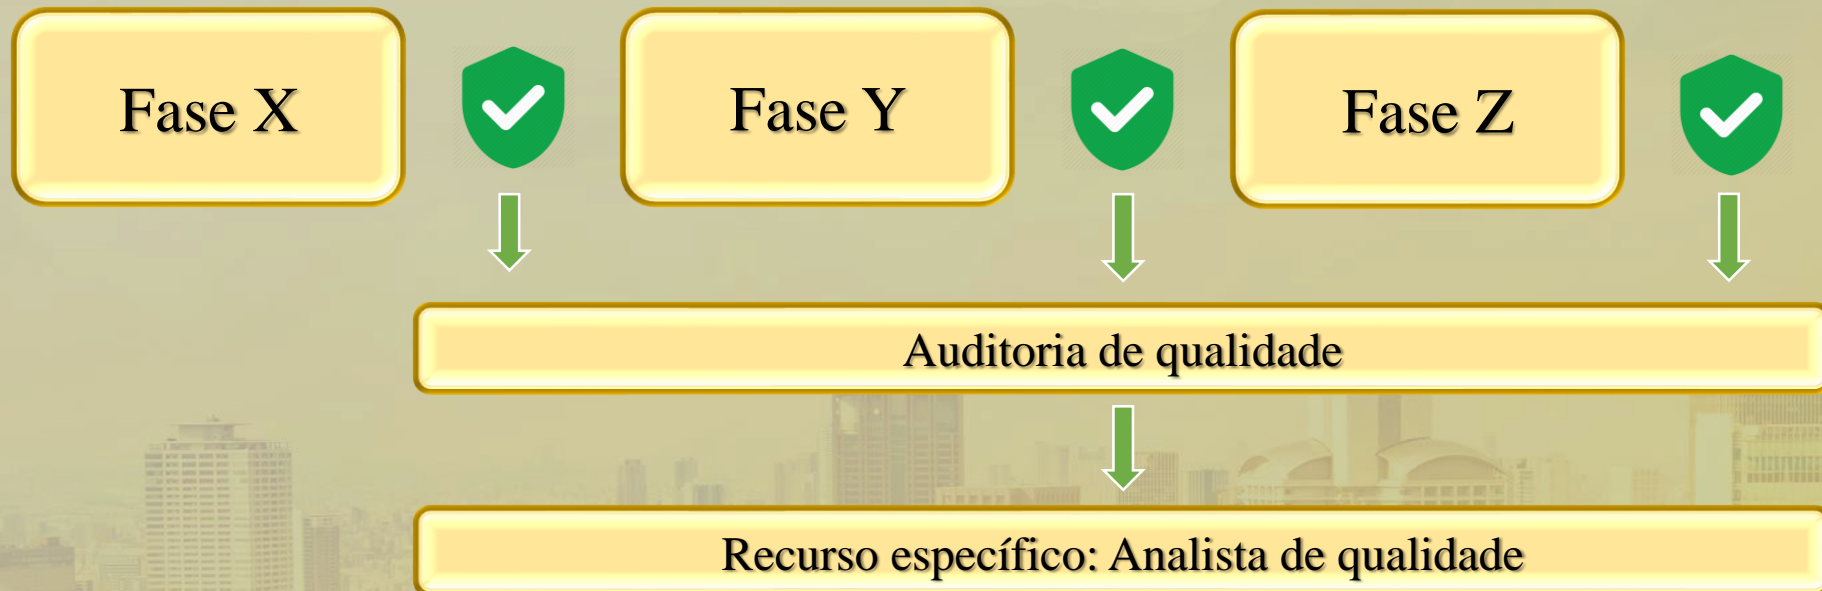 Fase X
Fase Y
Fase Z
Auditoria de qualidade
Recurso específico: Analista de qualidade